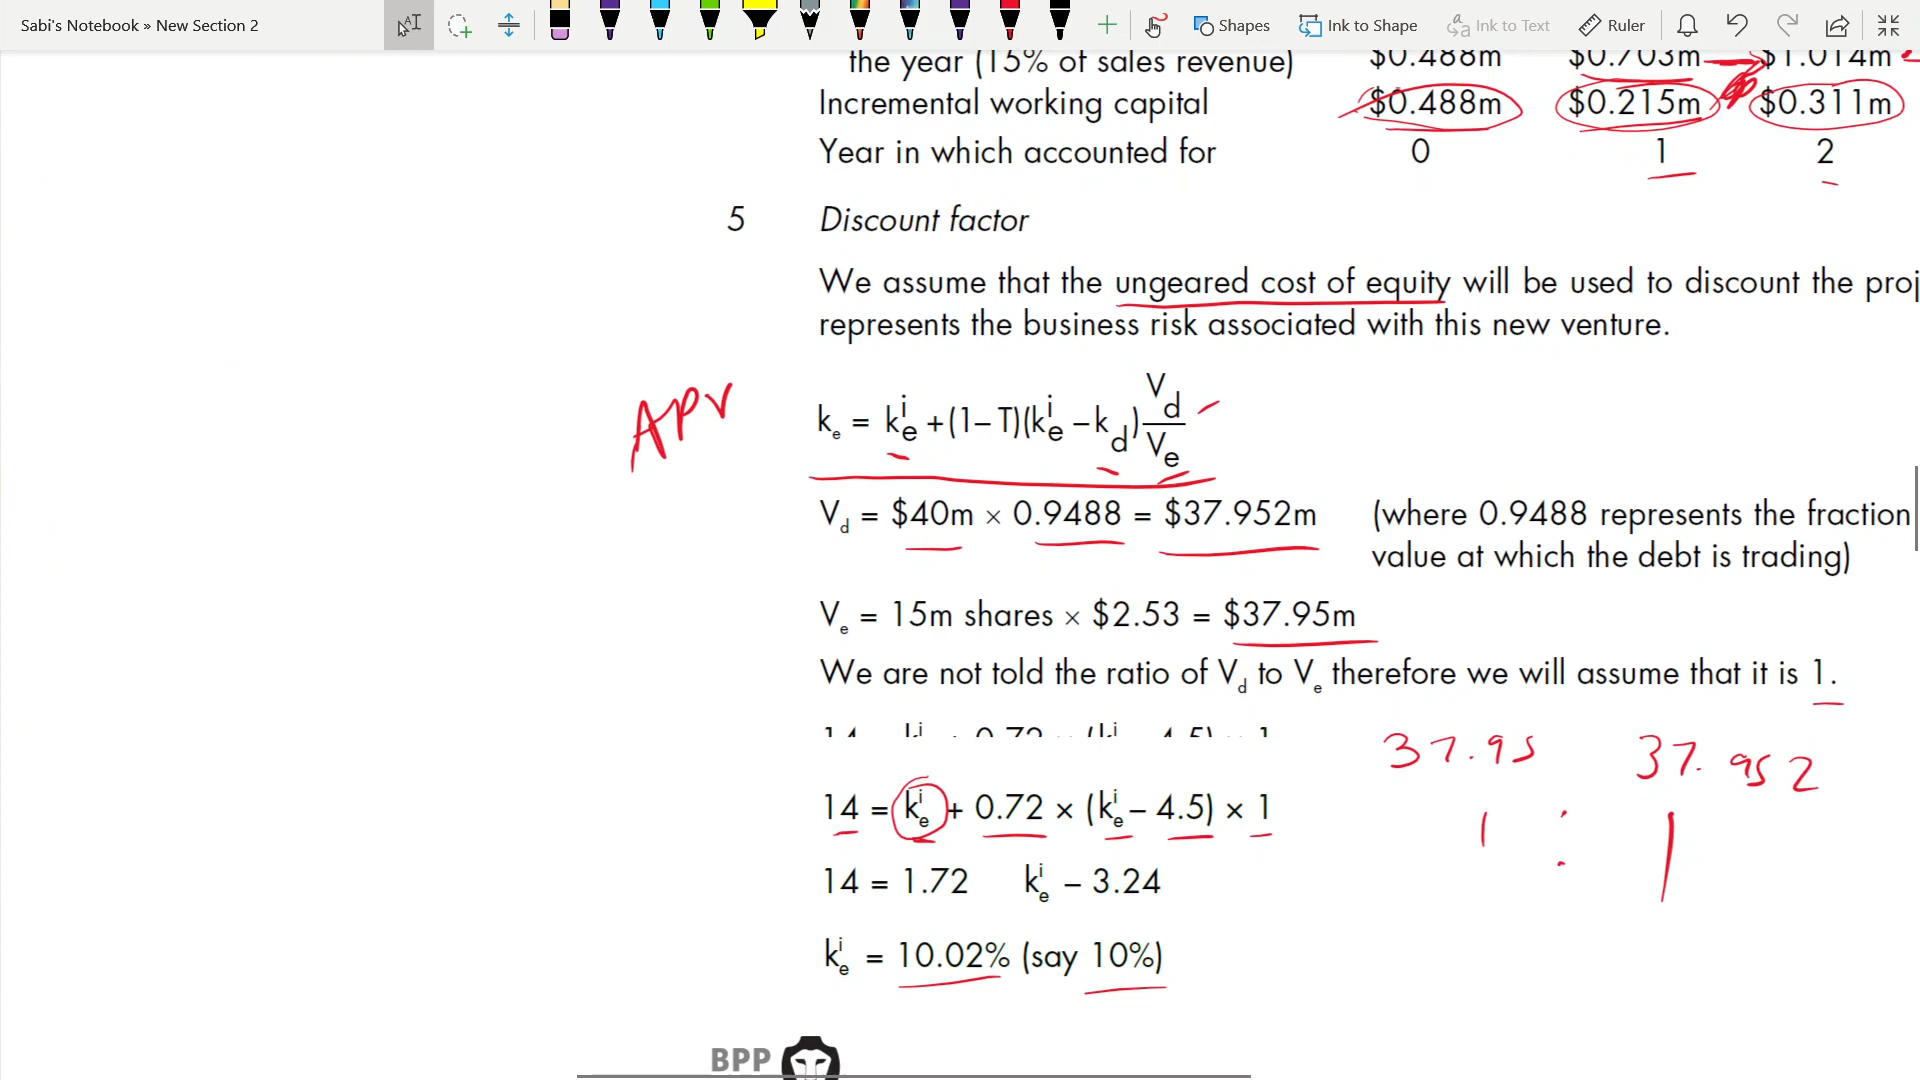 Sabi's Notebook » New Section 2
Shapes Ink to Shape Ink to Text Ruler
the year (15% of sales revenue) $0.488m $0.703m $1.014m
Incremental working capital $0.488m $0.215m $0.311m
Year in which accounted for 0 1 2
5 Discount factor
We assume that the ungeared cost of equity will be used to discount the proj
represents the business risk associated with this new venture.
APV
kₑ = kⁱₑ + (1 – T)(kⁱₑ – k_d) V_d / Vₑ
V_d = $40m × 0.9488 = $37.952m (where 0.9488 represents the fraction
value at which the debt is trading)
Vₑ = 15m shares × $2.53 = $37.95m
We are not told the ratio of V_d to Vₑ therefore we will assume that it is 1.
37.95 37.952
14 = kⁱₑ + 0.72 × (kⁱₑ – 4.5) × 1
1 : 1
14 = 1.72 kⁱₑ – 3.24
kⁱₑ = 10.02% (say 10%)
BPP